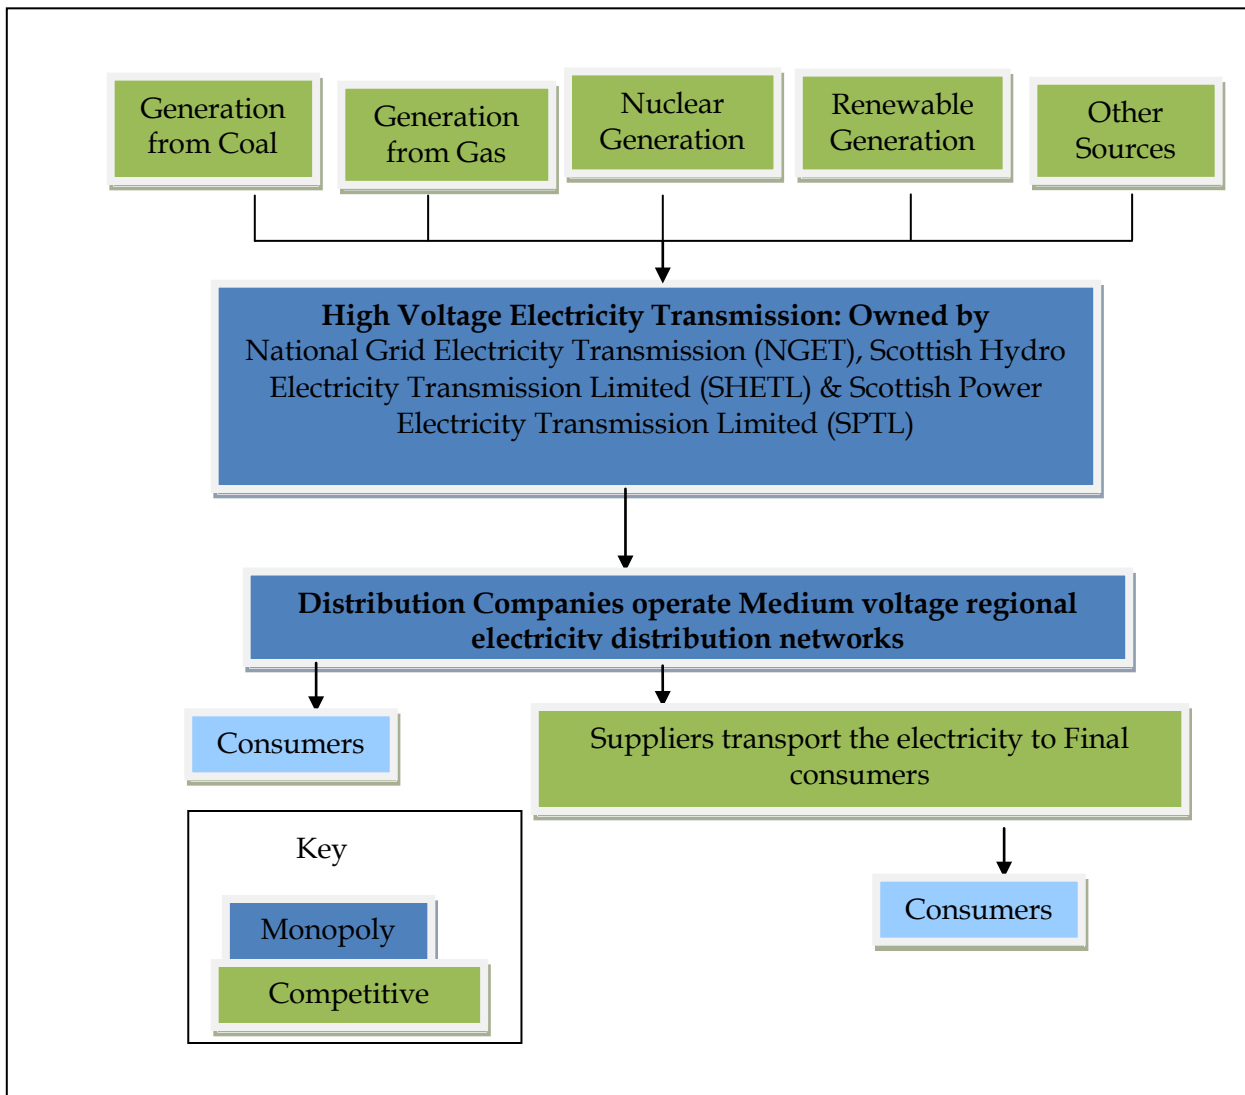 Generation
from Coal
Generation
from Gas
Nuclear
Generation
Renewable
Generation
Other
Sources
High Voltage Electricity Transmission: Owned by
National Grid Electricity Transmission (NGET), Scottish Hydro
Electricity Transmission Limited (SHETL) & Scottish Power
Electricity Transmission Limited (SPTL)
Distribution Companies operate Medium voltage regional
electricity distribution networks
Consumers
Suppliers transport the electricity to Final
consumers
Key
Monopoly
Competitive
Consumers